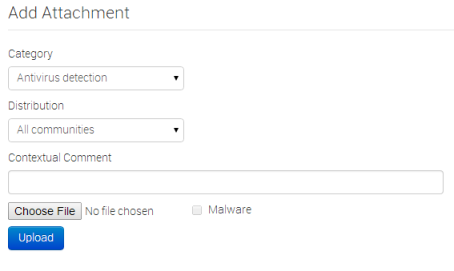 Add Attachment
Category
Antivirus detection
Distribution
All communities
Contextual Comment
Choose File No file chosen Malware
Upload